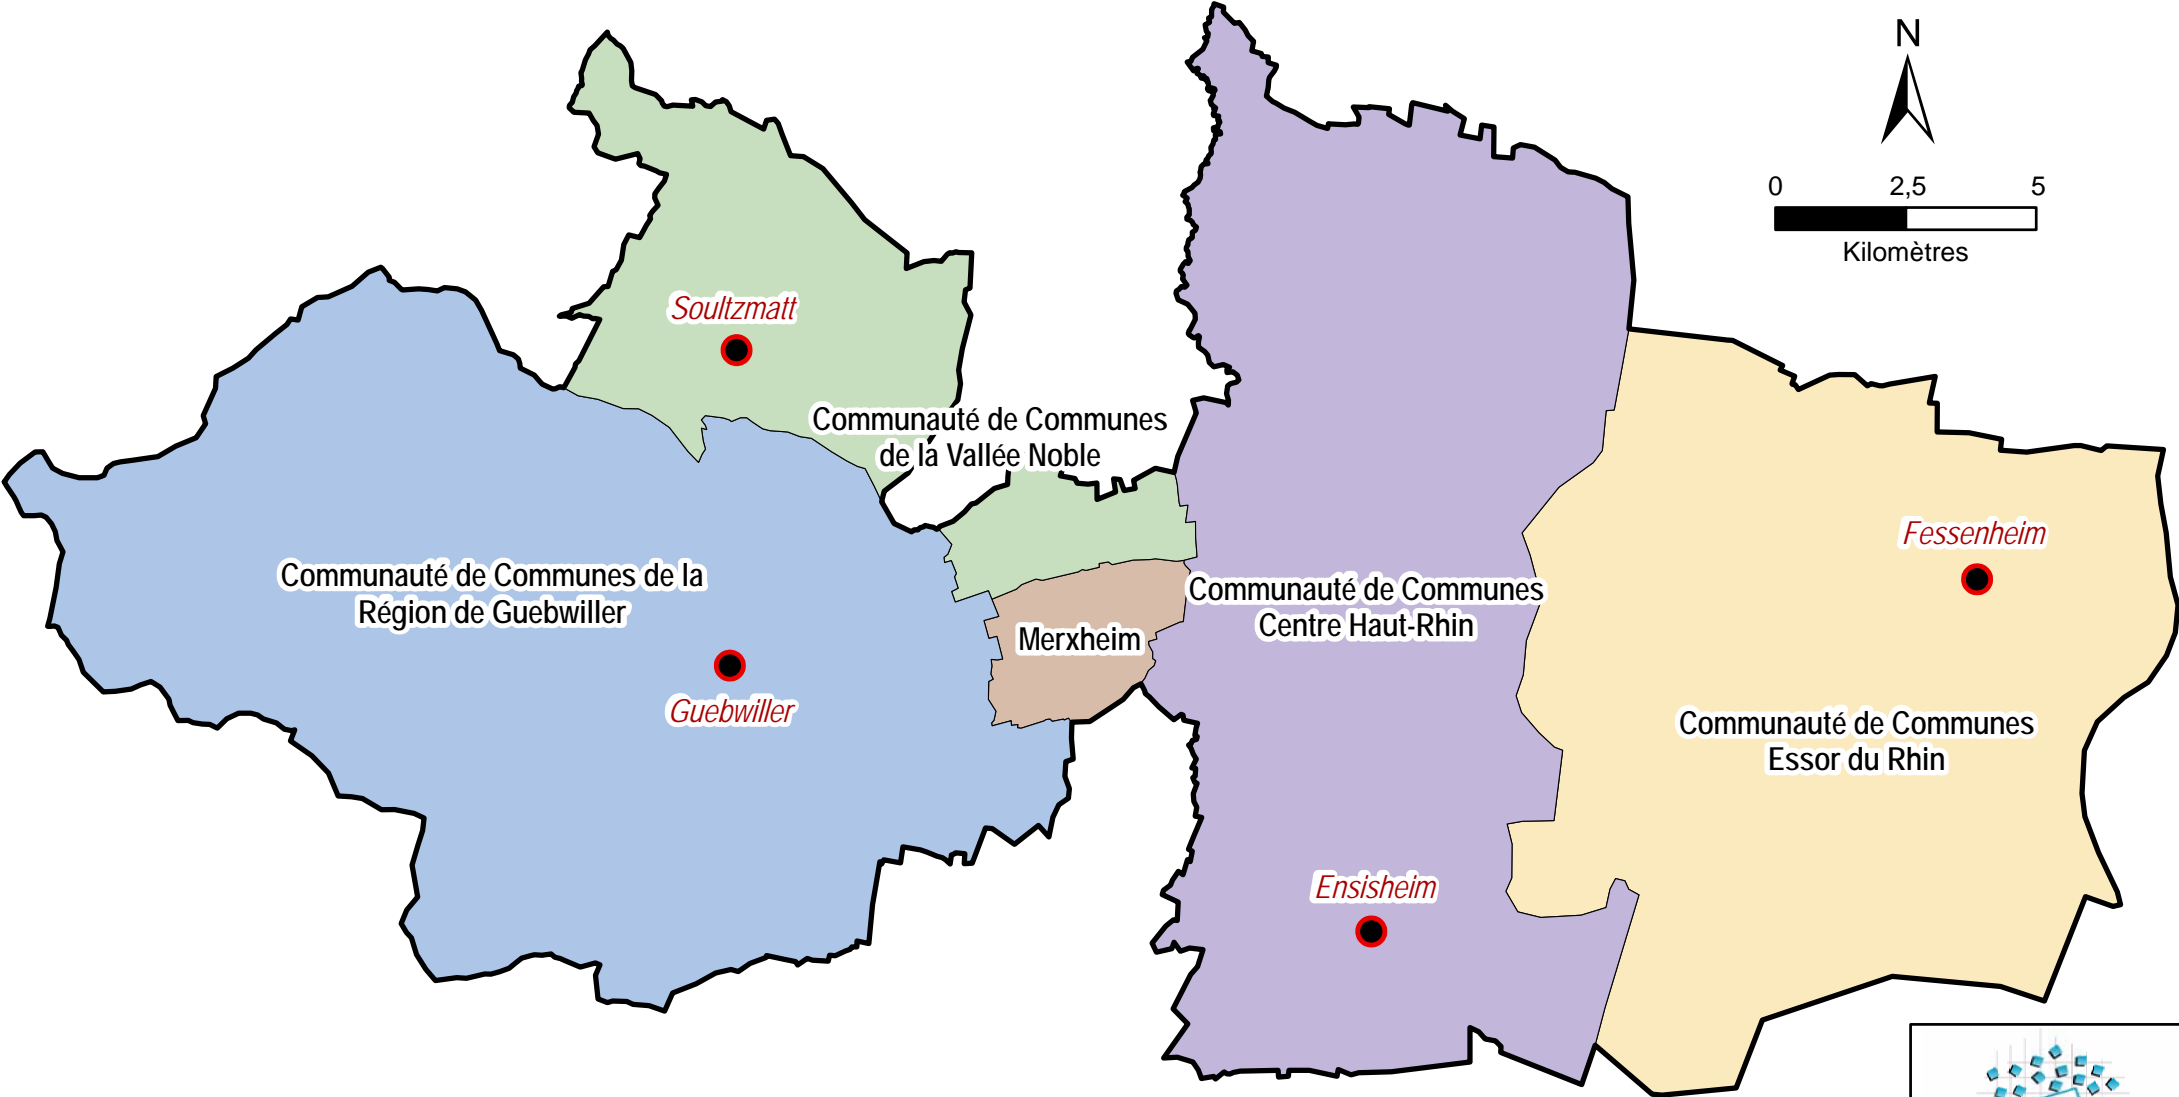 N
0 2,5 5
Kilomètres
Soultzmatt
Communauté de Communes
de la Vallée Noble
Fessenheim
Communauté de Communes de la
Région de Guebwiller
Communauté de Communes
Centre Haut-Rhin
Merxheim
Guebwiller
Communauté de Communes
Essor du Rhin
Ensisheim